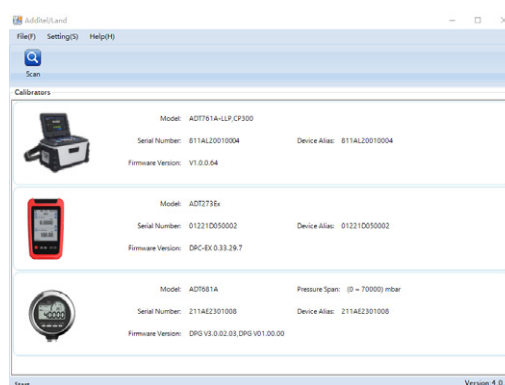 Additel/Land
File(F) Setting(S) Help(H)
Scan
Calibrators
Model: ADT761A-LLP,CP300
Serial Number: 811AL20010004 Device Alias: 811AL20010004
Firmware Version: V1.0.0.64
Model: ADT273Ex
Serial Number: 01221D050002 Device Alias: 01221D050002
Firmware Version: DPC-EX 0.33.29.7
Model: ADT681A Pressure Span: (0 ~ 70000) mbar
Serial Number: 211AE2301008 Device Alias: 211AE2301008
Firmware Version: DPG V3.0.02.03,DPG V01.00.00
Version:4.0